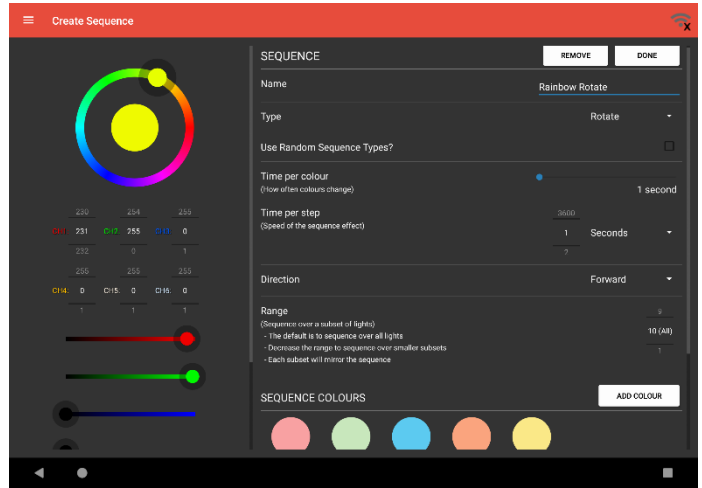 Create Sequence
x
SEQUENCE
REMOVE
DONE
Name
Rainbow Rotate
Type
Rotate
Use Random Sequence Types?
Time per colour
(How often colours change)
1 second
Time per step
(Speed of the sequence effect)
3600
1
Seconds
2
Direction
Forward
Range
(Sequence over a subset of lights)
- The default is to sequence over all lights
- Decrease the range to sequence over smaller subsets
- Each subset will mirror the sequence
9
10 (All)
1
SEQUENCE COLOURS
ADD COLOUR
230 254 255
CH1. 231 CH2. 255 CH3. 0
232 0 1
255 255 255
CH4. 0 CH5. 0 CH6. 0
1 1 1